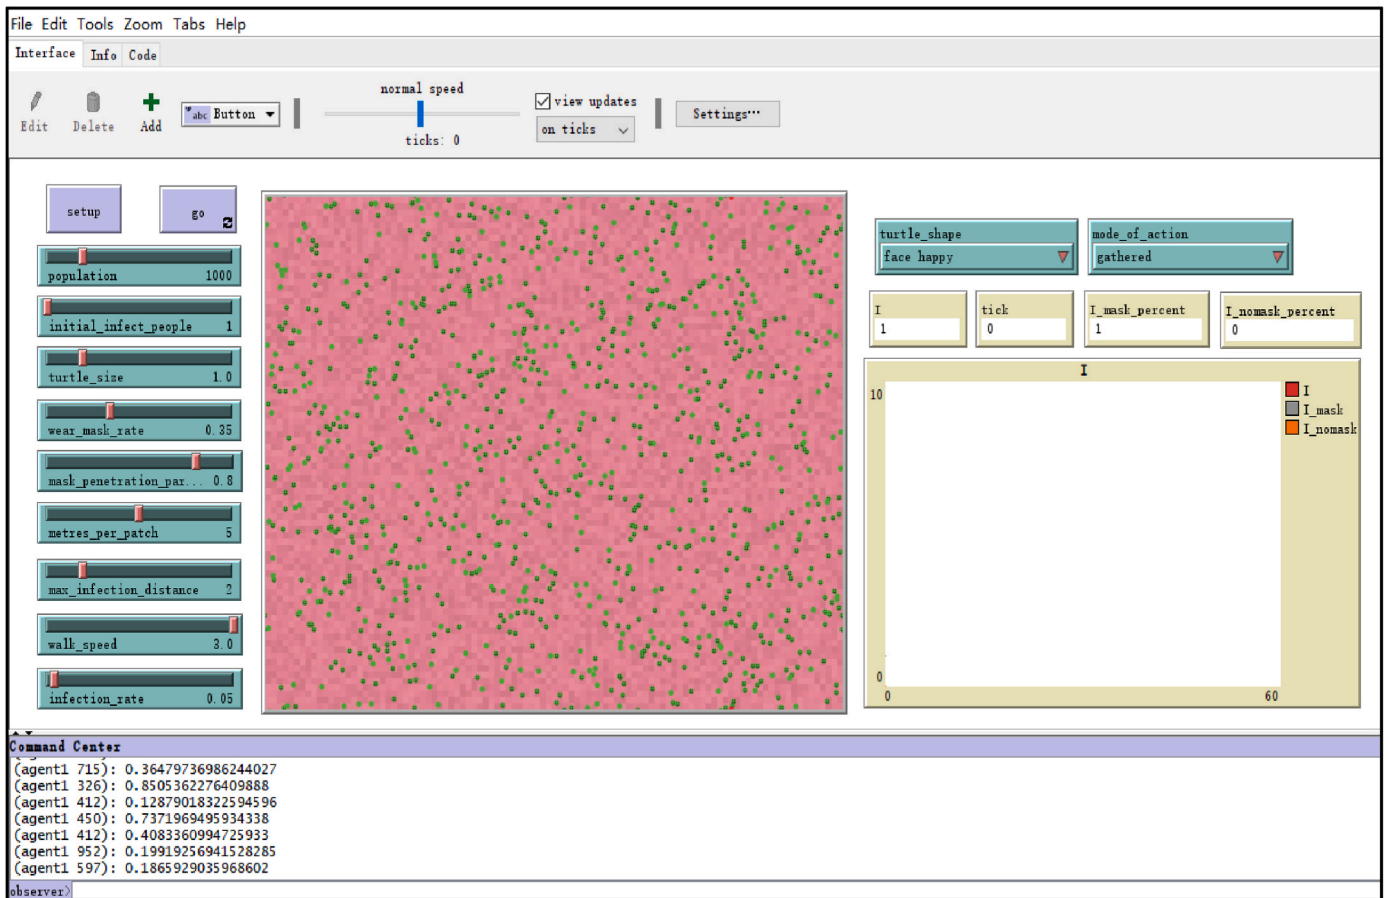 File Edit Tools Zoom Tabs Help
Interface Info Code
normal speed
view updates
Edit Delete Add abc Button
ticks: 0
on ticks
Settings...
setup go
population 1000
initial_infect_people 1
turtle_size 1.0
wear_mask_rate 0.35
mask_penetration_par... 0.8
metres_per_patch 5
max_infection_distance 2
walk_speed 3.0
infection_rate 0.05
turtle_shape
face happy
mode_of_action
gathered
I
1
tick
0
I_mask_percent
1
I_nomask_percent
0
I
10
0
0 60
I
I_mask
I_nomask
Command Center
(agent1 715): 0.36479736986244027
(agent1 326): 0.8505362276409888
(agent1 412): 0.12879018322594596
(agent1 450): 0.7371969495934338
(agent1 412): 0.4083360994725933
(agent1 952): 0.19919256941528285
(agent1 597): 0.1865929035968602
observer>